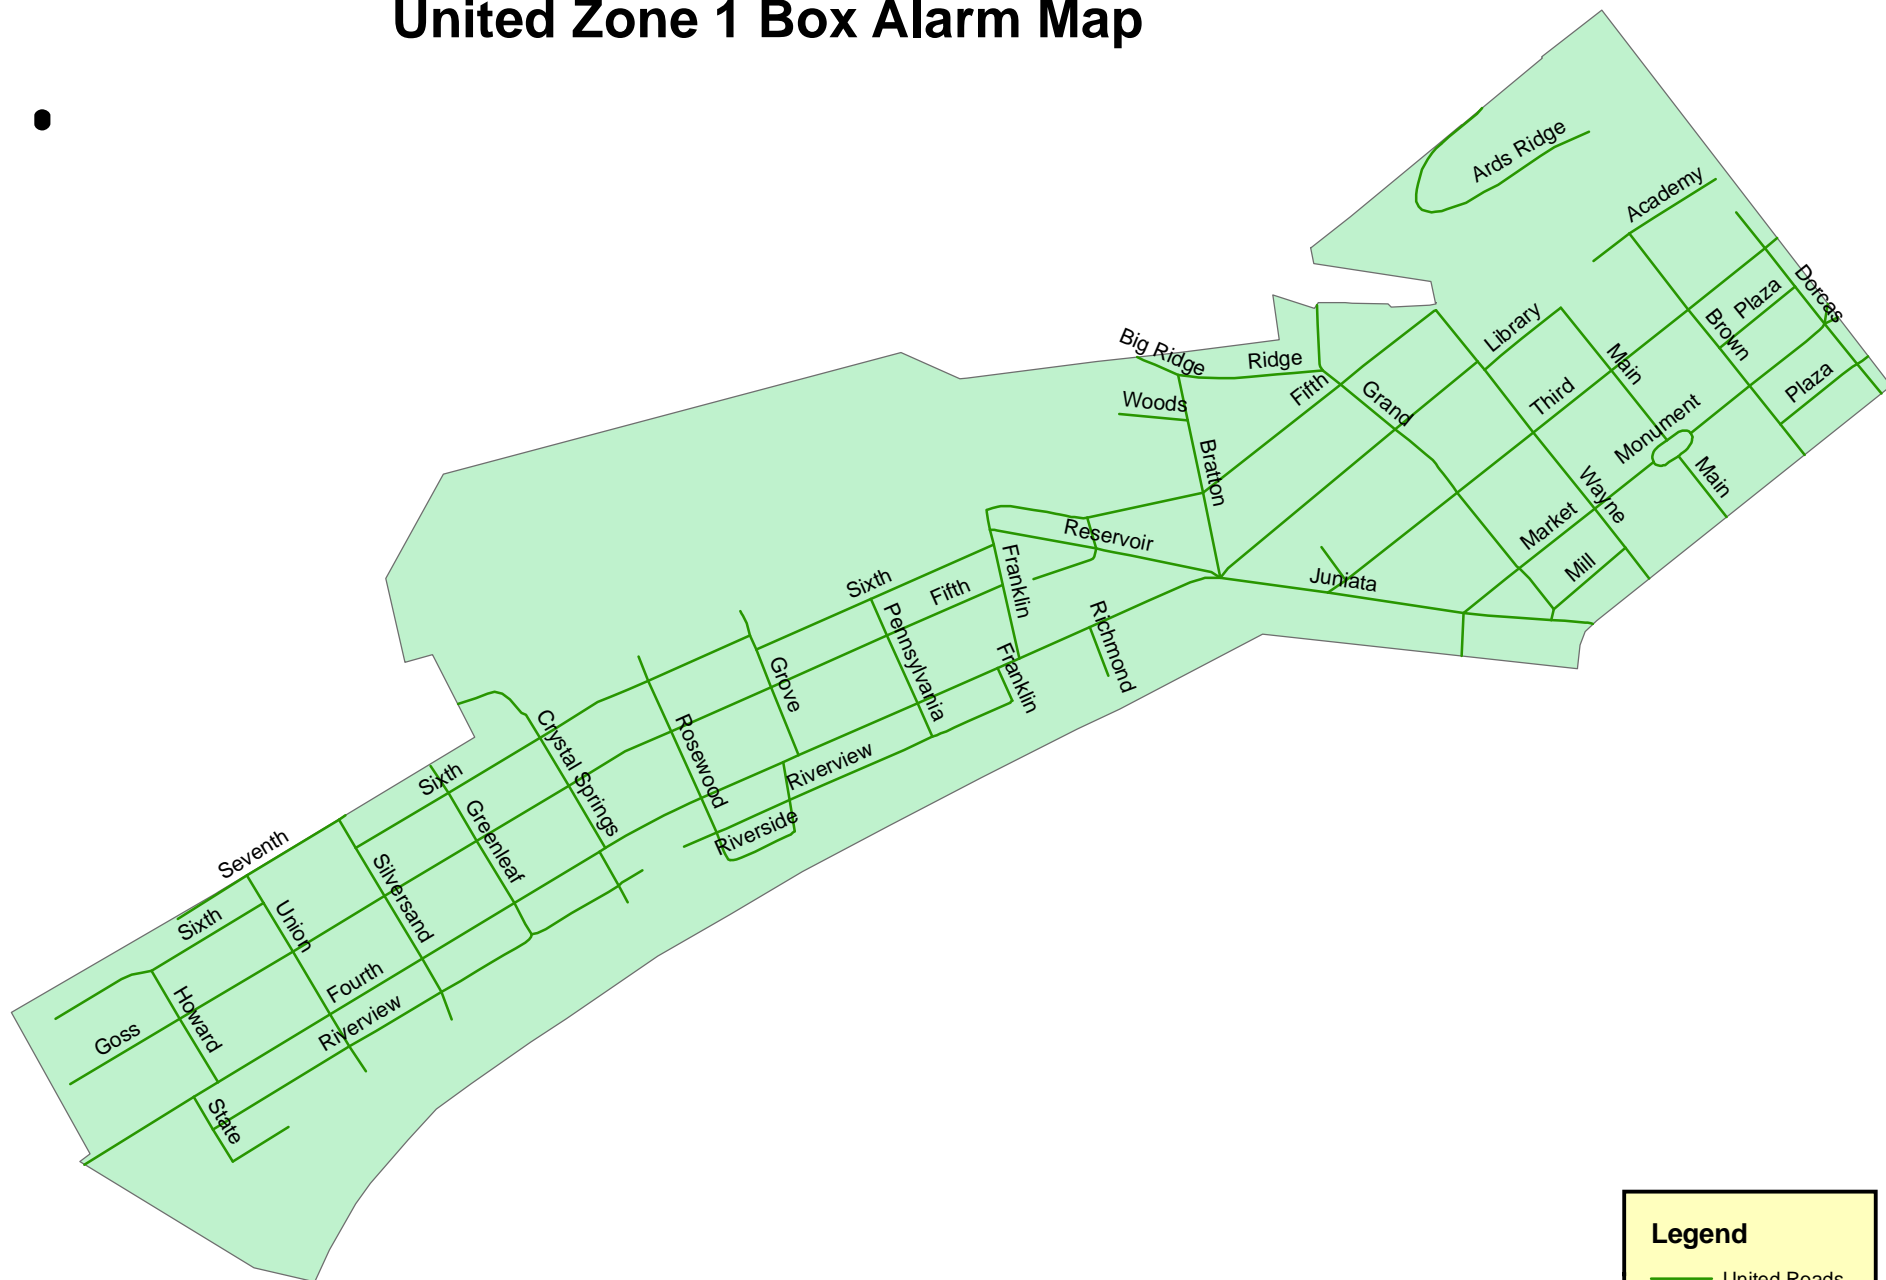 United Zone 1 Box Alarm Map
Ards Ridge
Academy
Dorcas
Plaza
Brown
Library
Main
Big Ridge
Ridge
Fifth
Grand
Third
Plaza
Woods
Monument
Bratton
Wayne
Main
Market
Reservoir
Mill
Juniata
Franklin
Sixth
Fifth
Pennsylvania
Richmond
Franklin
Grove
Crystal Springs
Rosewood
Riverview
Sixth
Riverside
Greenleaf
Seventh
Silversand
Sixth
Union
Fourth
Howard
Riverview
Goss
State
Legend
United Roads